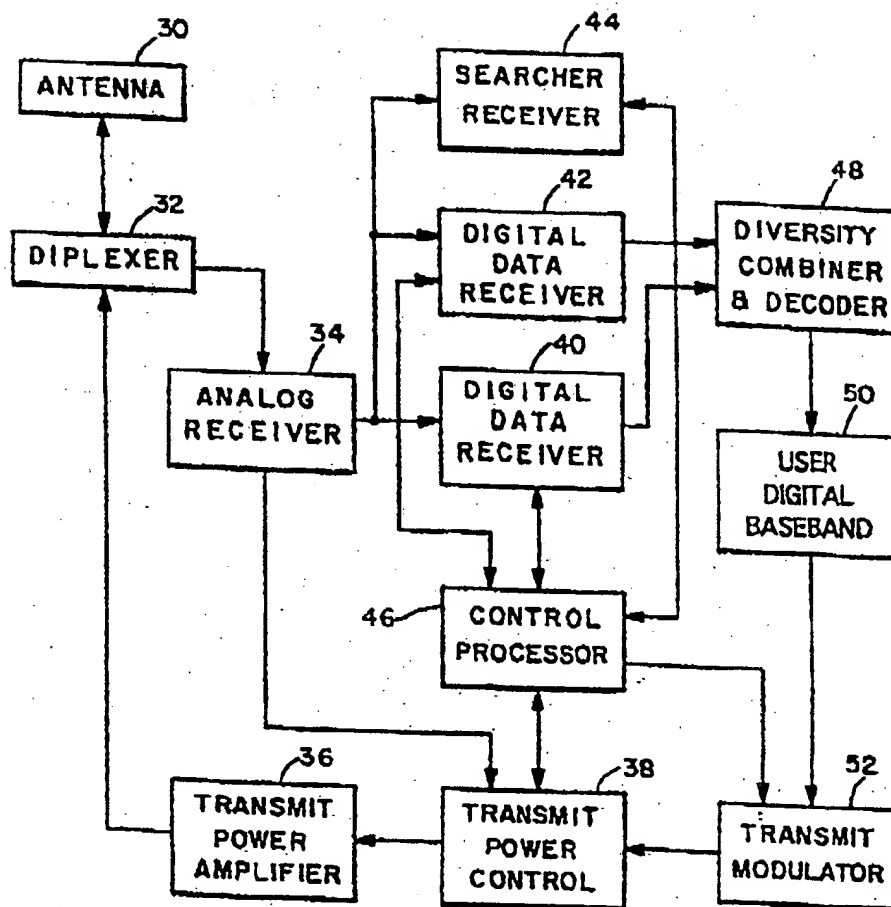 30
ANTENNA
44
SEARCHER
RECEIVER
32
DIPLEXER
42
DIGITAL
DATA
RECEIVER
48
DIVERSITY
COMBINER
& DECODER
34
ANALOG
RECEIVER
40
DIGITAL
DATA
RECEIVER
50
USER
DIGITAL
BASEBAND
46
CONTROL
PROCESSOR
36
TRANSMIT
POWER
AMPLIFIER
38
TRANSMIT
POWER
CONTROL
52
TRANSMIT
MODULATOR